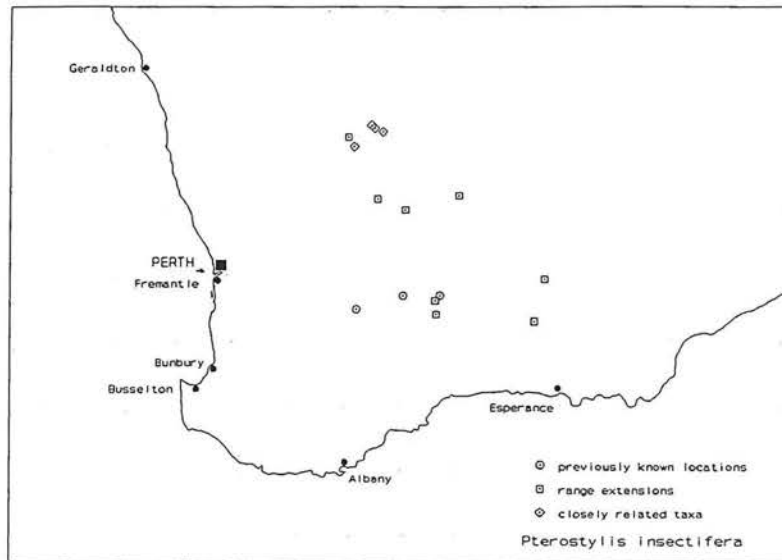 Geraldton
PERTH
Fremantle
Bunbury
Busselton
Esperance
Albany
previously known locations
range extensions
closely related taxa
Pterostylis insectifera